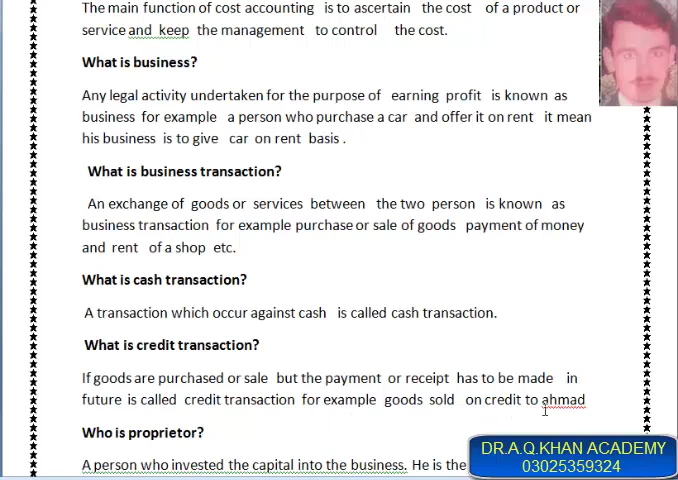 The main function of cost accounting is to ascertain the cost of a product or
service and keep the management to control the cost.
What is business?
Any legal activity undertaken for the purpose of earning profit is known as
business for example a person who purchase a car and offer it on rent it mean
his business is to give car on rent basis .
What is business transaction?
An exchange of goods or services between the two person is known as
business transaction for example purchase or sale of goods payment of money
and rent of a shop etc.
What is cash transaction?
A transaction which occur against cash is called cash transaction.
What is credit transaction?
If goods are purchased or sale but the payment or receipt has to be made in
future is called credit transaction for example goods sold on credit to ahmad
Who is proprietor?
A person who invested the capital into the business. He is the
DR.A.Q.KHAN ACADEMY
03025359324